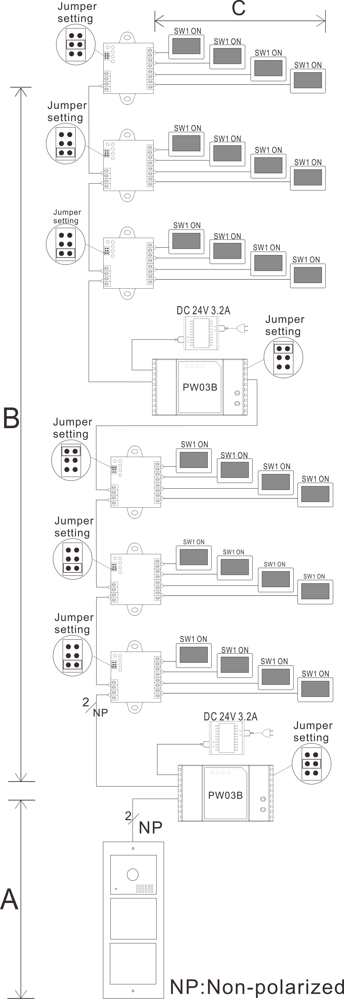 Jumper
setting
C
SW1 ON
SW1 ON
SW1 ON
SW1 ON
Jumper
setting
SW1 ON
SW1 ON
SW1 ON
SW1 ON
Jumper
setting
SW1 ON
SW1 ON
SW1 ON
SW1 ON
DC 24V 3.2A
Jumper
setting
PW03B
B
Jumper
setting
SW1 ON
SW1 ON
SW1 ON
SW1 ON
Jumper
setting
SW1 ON
SW1 ON
SW1 ON
SW1 ON
Jumper
setting
SW1 ON
SW1 ON
SW1 ON
SW1 ON
2
NP
DC 24V 3.2A
Jumper
setting
PW03B
2
NP
A
NP:Non-polarized